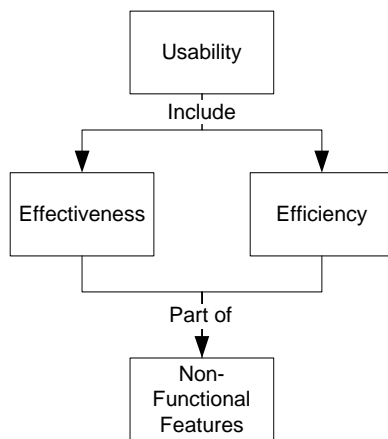 Usability
Include
Effectiveness
Efficiency
Part of
Non-
Functional
Features